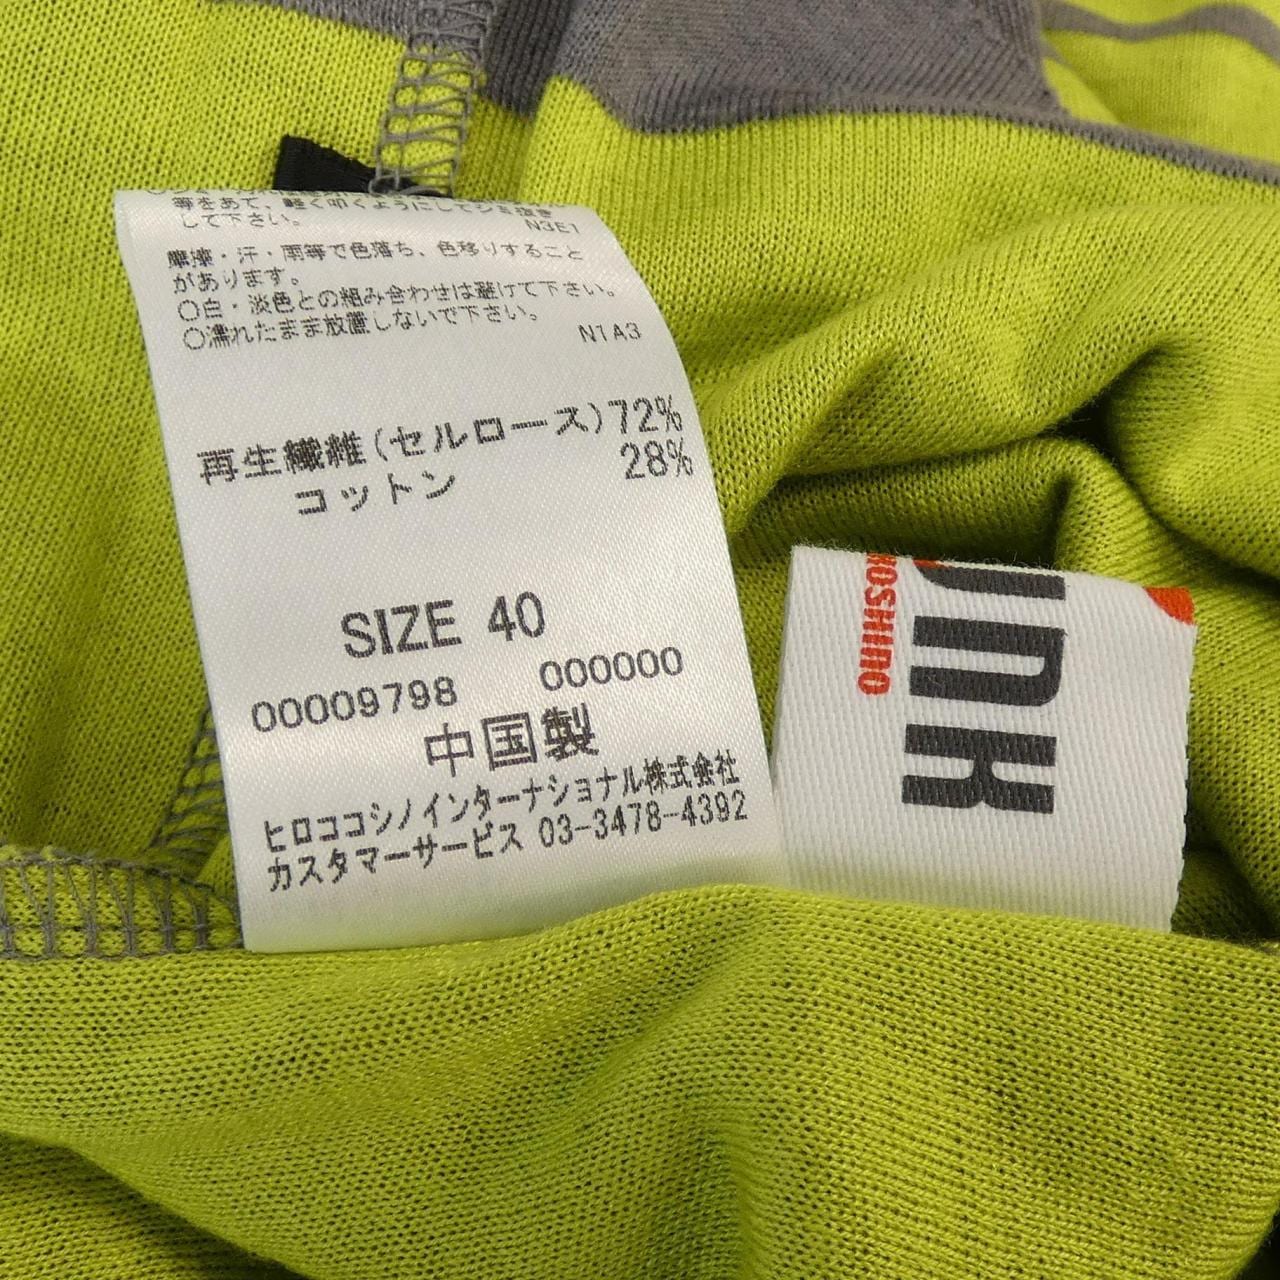 等をあて、軽く叩くようにしてシミ抜き
して下さい。
N3E1
摩擦・汗・雨等で色落ち、色移りすること
があります。
○白・淡色との組み合わせは避けて下さい。
○濡れたまま放置しないで下さい。
N1A3
再生繊維(セルロース)72%
コットン 28%
SIZE 40
00009798 000000
中国製
ヒロココシノインターナショナル株式会社
カスタマーサービス 03-3478-4392
KOSHINO
unk